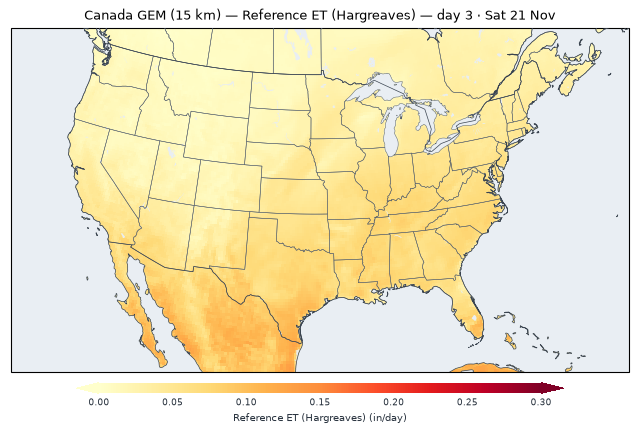 Canada GEM (15 km) — Reference ET (Hargreaves) — day 3 · Sat 21 Nov
0.00 0.05 0.10 0.15 0.20 0.25 0.30
Reference ET (Hargreaves) (in/day)